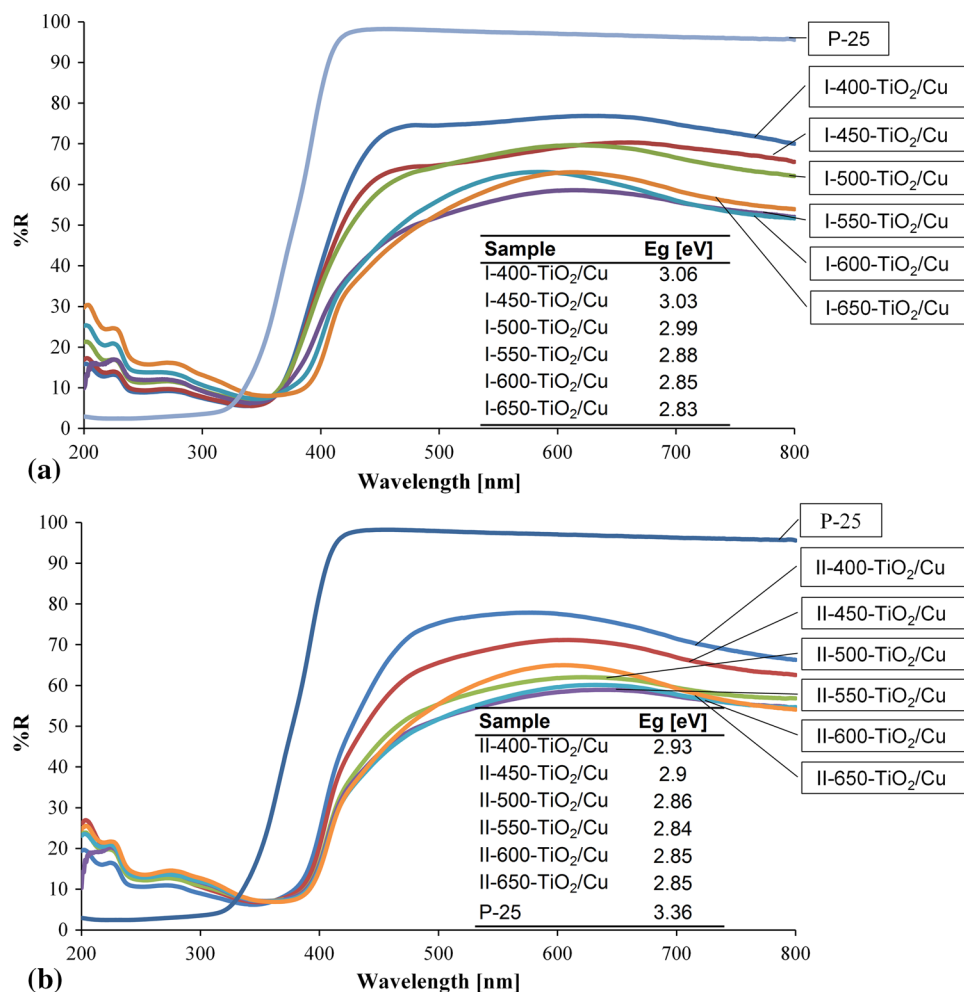 100
90
80
70
60
50
40
30
20
10
0
%R
200 300 400 500 600 700 800
Wavelength [nm]
(a)
P-25
I-400-TiO₂/Cu
I-450-TiO₂/Cu
I-500-TiO₂/Cu
I-550-TiO₂/Cu
I-600-TiO₂/Cu
I-650-TiO₂/Cu
Sample Eg [eV]
I-400-TiO₂/Cu 3.06
I-450-TiO₂/Cu 3.03
I-500-TiO₂/Cu 2.99
I-550-TiO₂/Cu 2.88
I-600-TiO₂/Cu 2.85
I-650-TiO₂/Cu 2.83
100
90
80
70
60
50
40
30
20
10
0
%R
200 300 400 500 600 700 800
Wavelength [nm]
(b)
P-25
II-400-TiO₂/Cu
II-450-TiO₂/Cu
II-500-TiO₂/Cu
II-550-TiO₂/Cu
II-600-TiO₂/Cu
II-650-TiO₂/Cu
Sample Eg [eV]
II-400-TiO₂/Cu 2.93
II-450-TiO₂/Cu 2.9
II-500-TiO₂/Cu 2.86
II-550-TiO₂/Cu 2.84
II-600-TiO₂/Cu 2.85
II-650-TiO₂/Cu 2.85
P-25 3.36